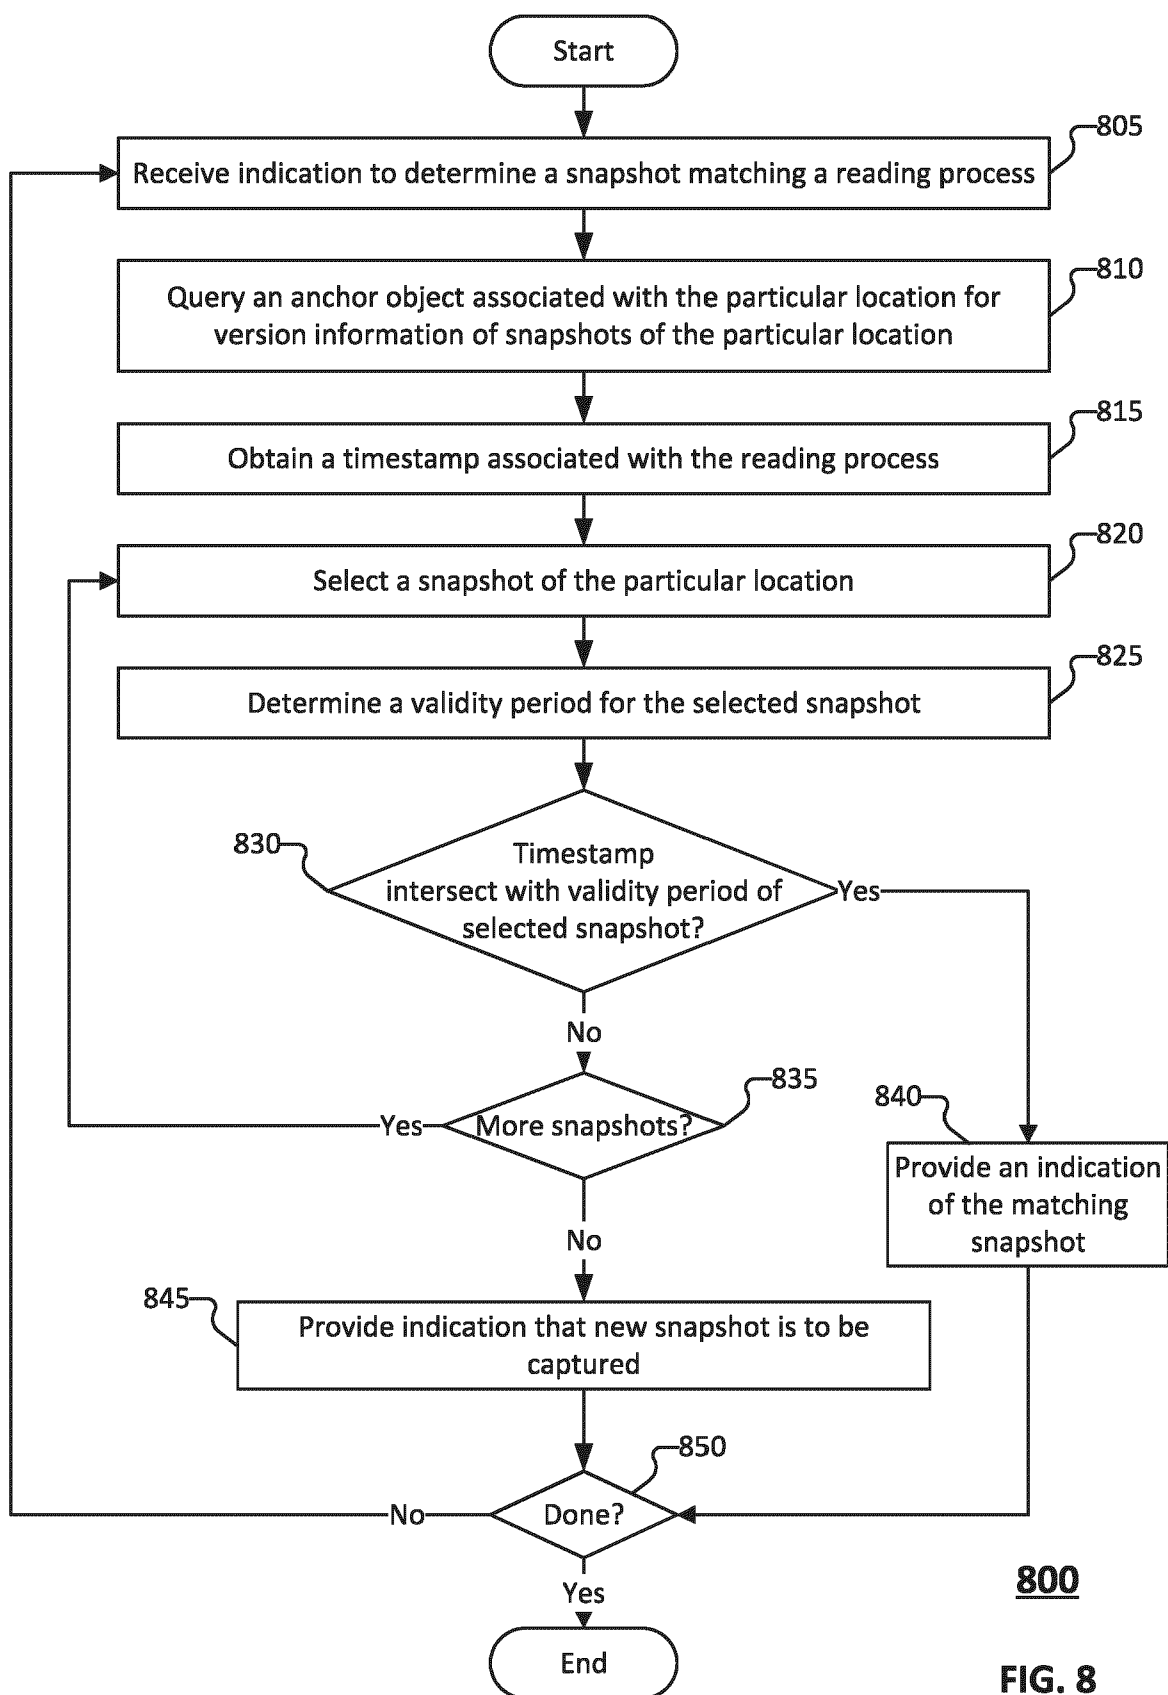 Start
805
Receive indication to determine a snapshot matching a reading process
810
Query an anchor object associated with the particular location for
version information of snapshots of the particular location
815
Obtain a timestamp associated with the reading process
820
Select a snapshot of the particular location
825
Determine a validity period for the selected snapshot
830
Timestamp
intersect with validity period of
selected snapshot?
Yes
No
835
More snapshots?
Yes
840
Provide an indication
of the matching
snapshot
No
845
Provide indication that new snapshot is to be
captured
850
Done?
No
Yes
800
End
FIG. 8